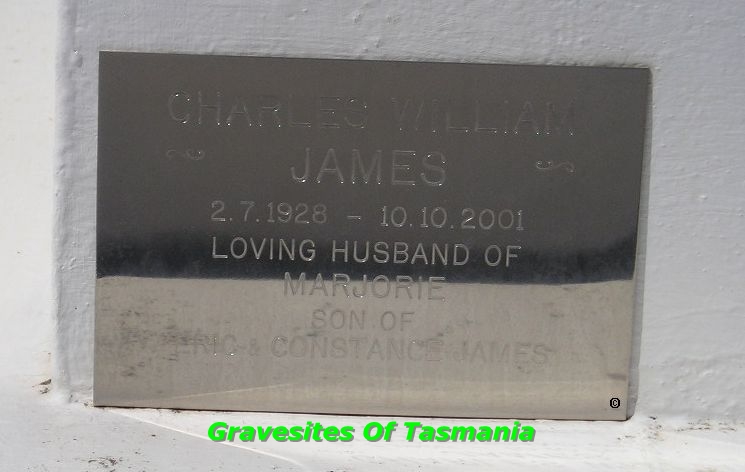 CHARLES WILLIAM
JAMES
2.7.1928 - 10.10.2001
LOVING HUSBAND OF
MARJORIE
SON OF
ERIC & CONSTANCE JAMES
©
Gravesites Of Tasmania